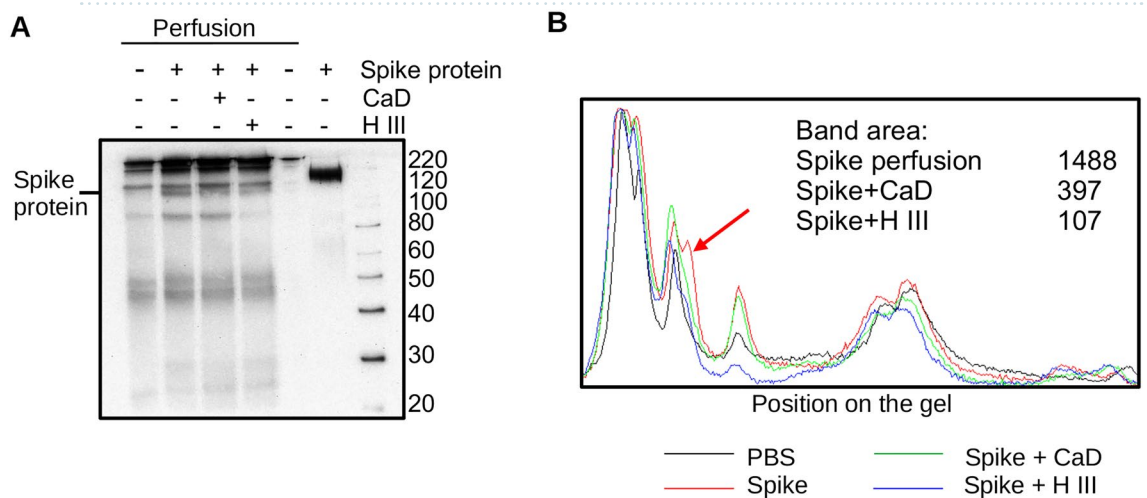 A
Perfusion
- + + + - + Spike protein
- - + - - - CaD
- - - + - - H III
Spike
protein
220
120
100
80
60
50
40
30
20
B
Band area:
Spike perfusion 1488
Spike+CaD 397
Spike+H III 107
Position on the gel
PBS
Spike
Spike + CaD
Spike + H III